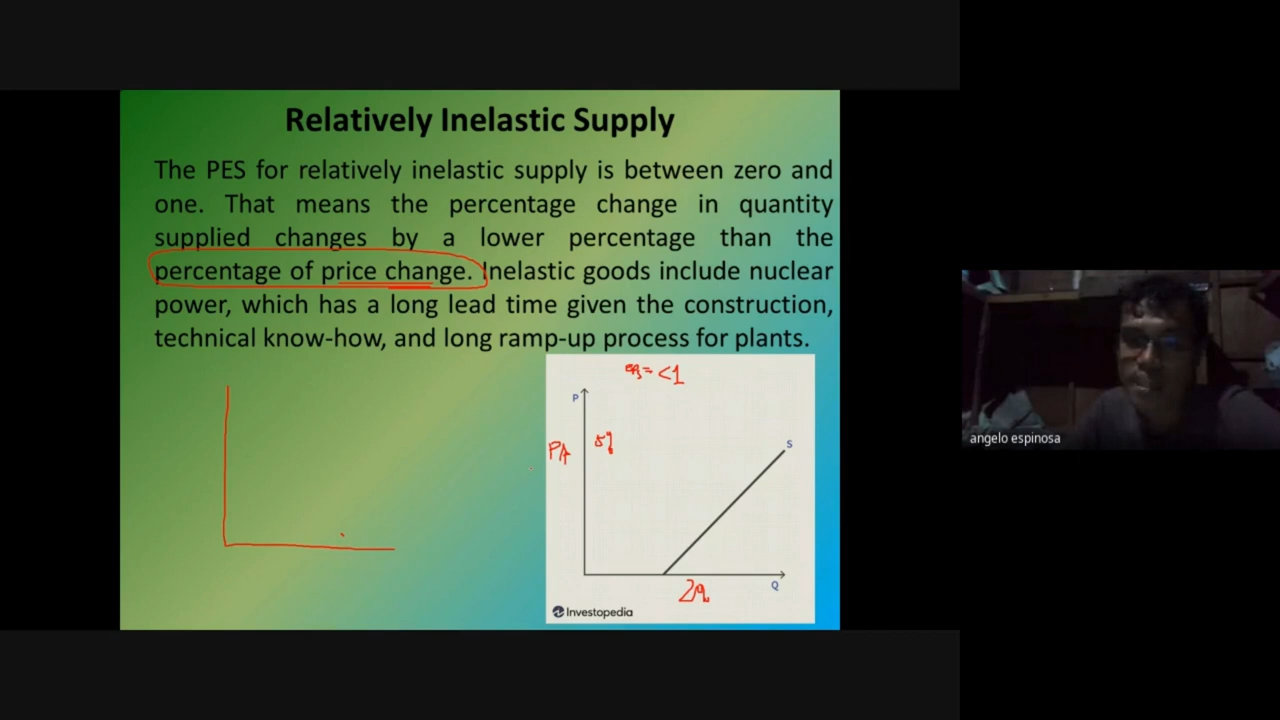 Relatively Inelastic Supply
The PES for relatively inelastic supply is between zero and
one. That means the percentage change in quantity
supplied changes by a lower percentage than the
percentage of price change. Inelastic goods include nuclear
power, which has a long lead time given the construction,
technical know-how, and long ramp-up process for plants.
= <1
P
S
Q
Investopedia
angelo espinosa